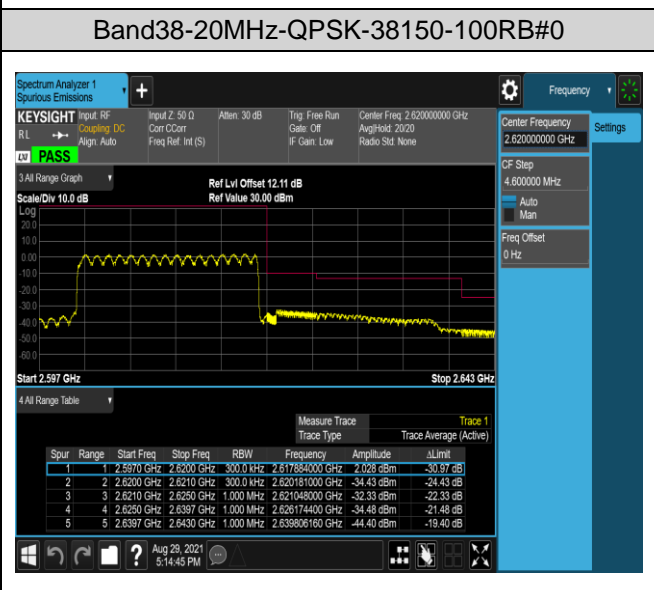 Band38-20MHz-QPSK-38150-100RB#0
Spectrum Analyzer 1
Spurious Emissions
Frequency
KEYSIGHT Input: RF Input Z: 50 Ω Atten: 30 dB Trig: Free Run Center Freq: 2.620000000 GHz
RL Coupling: DC Corr CCorr Gate: Off Avg|Hold: 20/20
Align: Auto Freq Ref: Int (S) IF Gain: Low Radio Std: None
LXI PASS
Center Frequency
2.620000000 GHz
Settings
CF Step
4.600000 MHz
Auto
Man
Freq Offset
0 Hz
3 All Range Graph
Ref Lvl Offset 12.11 dB
Scale/Div 10.0 dB Ref Value 30.00 dBm
Log
20.0
10.0
0.00
-10.0
-20.0
-30.0
-40.0
-50.0
-60.0
Start 2.597 GHz Stop 2.643 GHz
4 All Range Table
Measure Trace Trace 1
Trace Type Trace Average (Active)
Spur Range Start Freq Stop Freq RBW Frequency Amplitude ΔLimit
1 1 2.5970 GHz 2.6200 GHz 300.0 kHz 2.617884000 GHz 2.028 dBm -30.97 dB
2 2 2.6200 GHz 2.6210 GHz 300.0 kHz 2.620181000 GHz -34.43 dBm -24.43 dB
3 3 2.6210 GHz 2.6250 GHz 1.000 MHz 2.621048000 GHz -32.33 dBm -22.33 dB
4 4 2.6250 GHz 2.6397 GHz 1.000 MHz 2.626174400 GHz -34.48 dBm -21.48 dB
5 5 2.6397 GHz 2.6430 GHz 1.000 MHz 2.639806160 GHz -44.40 dBm -19.40 dB
Aug 29, 2021
5:14:45 PM